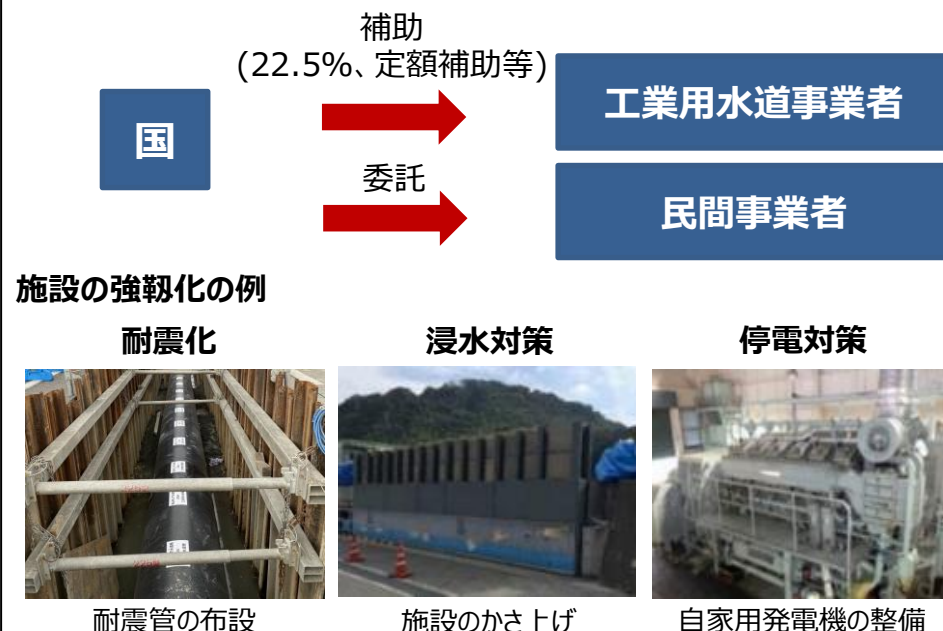 補助
(22.5%、定額補助等)
国
工業用水道事業者
委託
民間事業者
施設の強靱化の例
耐震化
浸水対策
停電対策
耐震管の布設
施設のかさ上げ
自家用発電機の整備